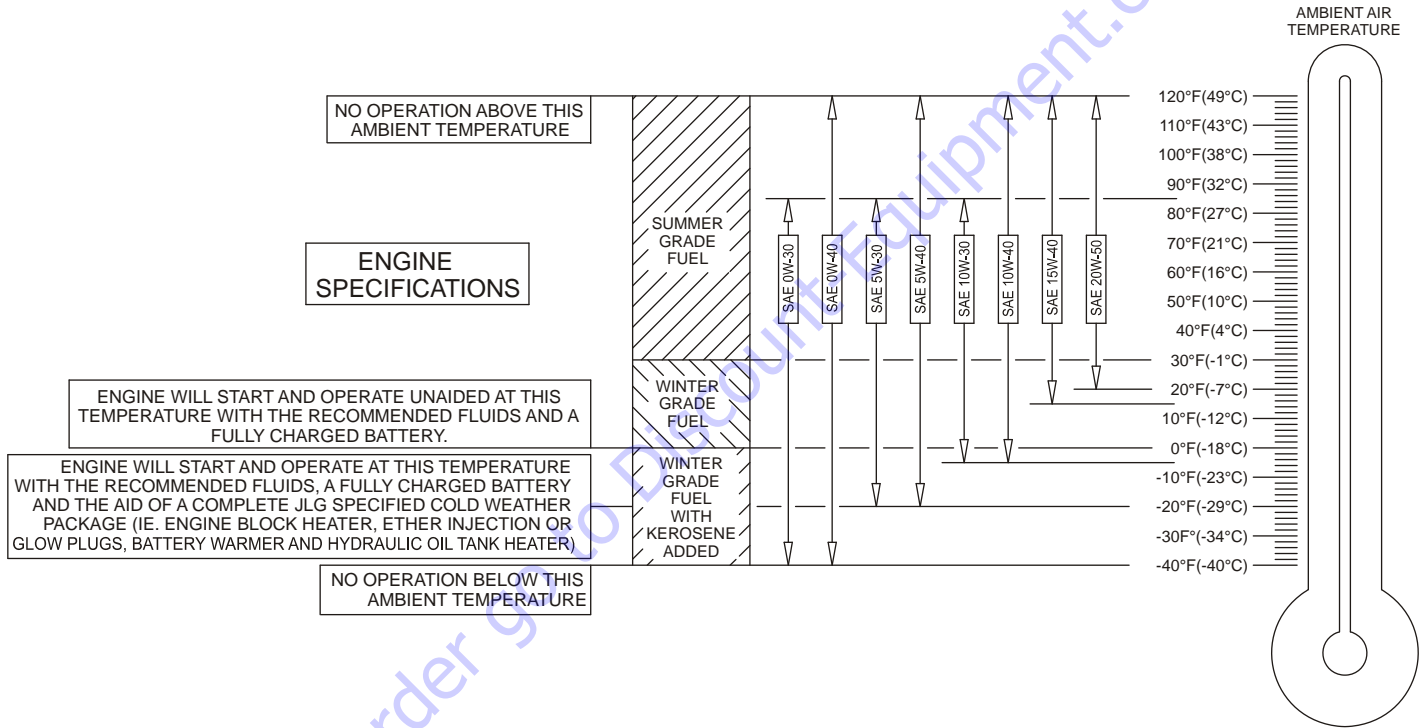 AMBIENT AIR
TEMPERATURE
NO OPERATION ABOVE THIS
AMBIENT TEMPERATURE
ENGINE
SPECIFICATIONS
ENGINE WILL START AND OPERATE UNAIDED AT THIS
TEMPERATURE WITH THE RECOMMENDED FLUIDS AND A
FULLY CHARGED BATTERY.
ENGINE WILL START AND OPERATE AT THIS TEMPERATURE
WITH THE RECOMMENDED FLUIDS, A FULLY CHARGED BATTERY
AND THE AID OF A COMPLETE JLG SPECIFIED COLD WEATHER
PACKAGE (IE. ENGINE BLOCK HEATER, ETHER INJECTION OR
GLOW PLUGS, BATTERY WARMER AND HYDRAULIC OIL TANK HEATER)
NO OPERATION BELOW THIS
AMBIENT TEMPERATURE
SUMMER
GRADE
FUEL
WINTER
GRADE
FUEL
WINTER
GRADE
FUEL
WITH
KEROSENE
ADDED
SAE 0W-30
SAE 0W-40
SAE 5W-30
SAE 5W-40
SAE 10W-30
SAE 10W-40
SAE 15W-40
SAE 20W-50
120°F(49°C)
110°F(43°C)
100°F(38°C)
90°F(32°C)
80°F(27°C)
70°F(21°C)
60°F(16°C)
50°F(10°C)
40°F(4°C)
30°F(-1°C)
20°F(-7°C)
10°F(-12°C)
0°F(-18°C)
-10°F(-23°C)
-20°F(-29°C)
-30F°(-34°C)
-40°F(-40°C)
rder go to Discount-Equipment.c